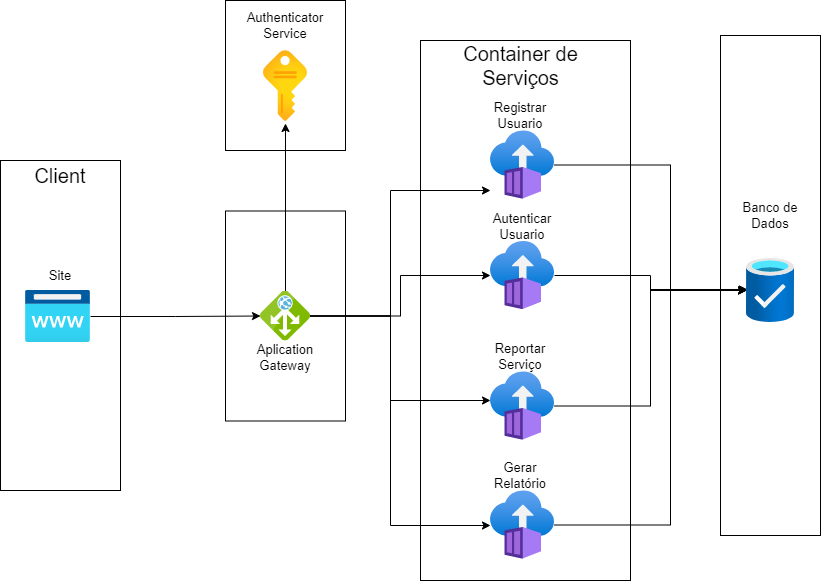 Authenticator
Service
Client
Site
www
Aplication
Gateway
Container de
Serviços
Registrar
Usuario
Autenticar
Usuario
Reportar
Serviço
Gerar
Relatório
Banco de
Dados